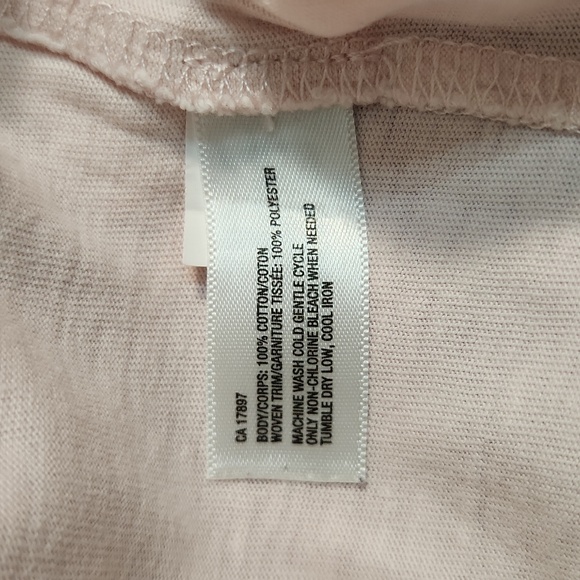 CA 17897
BODY/CORPS: 100% COTTON/COTON
WOVEN TRIM/GARNITURE TISSÉE: 100% POLYESTER
MACHINE WASH COLD GENTLE CYCLE
ONLY NON-CHLORINE BLEACH WHEN NEEDED
TUMBLE DRY LOW, COOL IRON